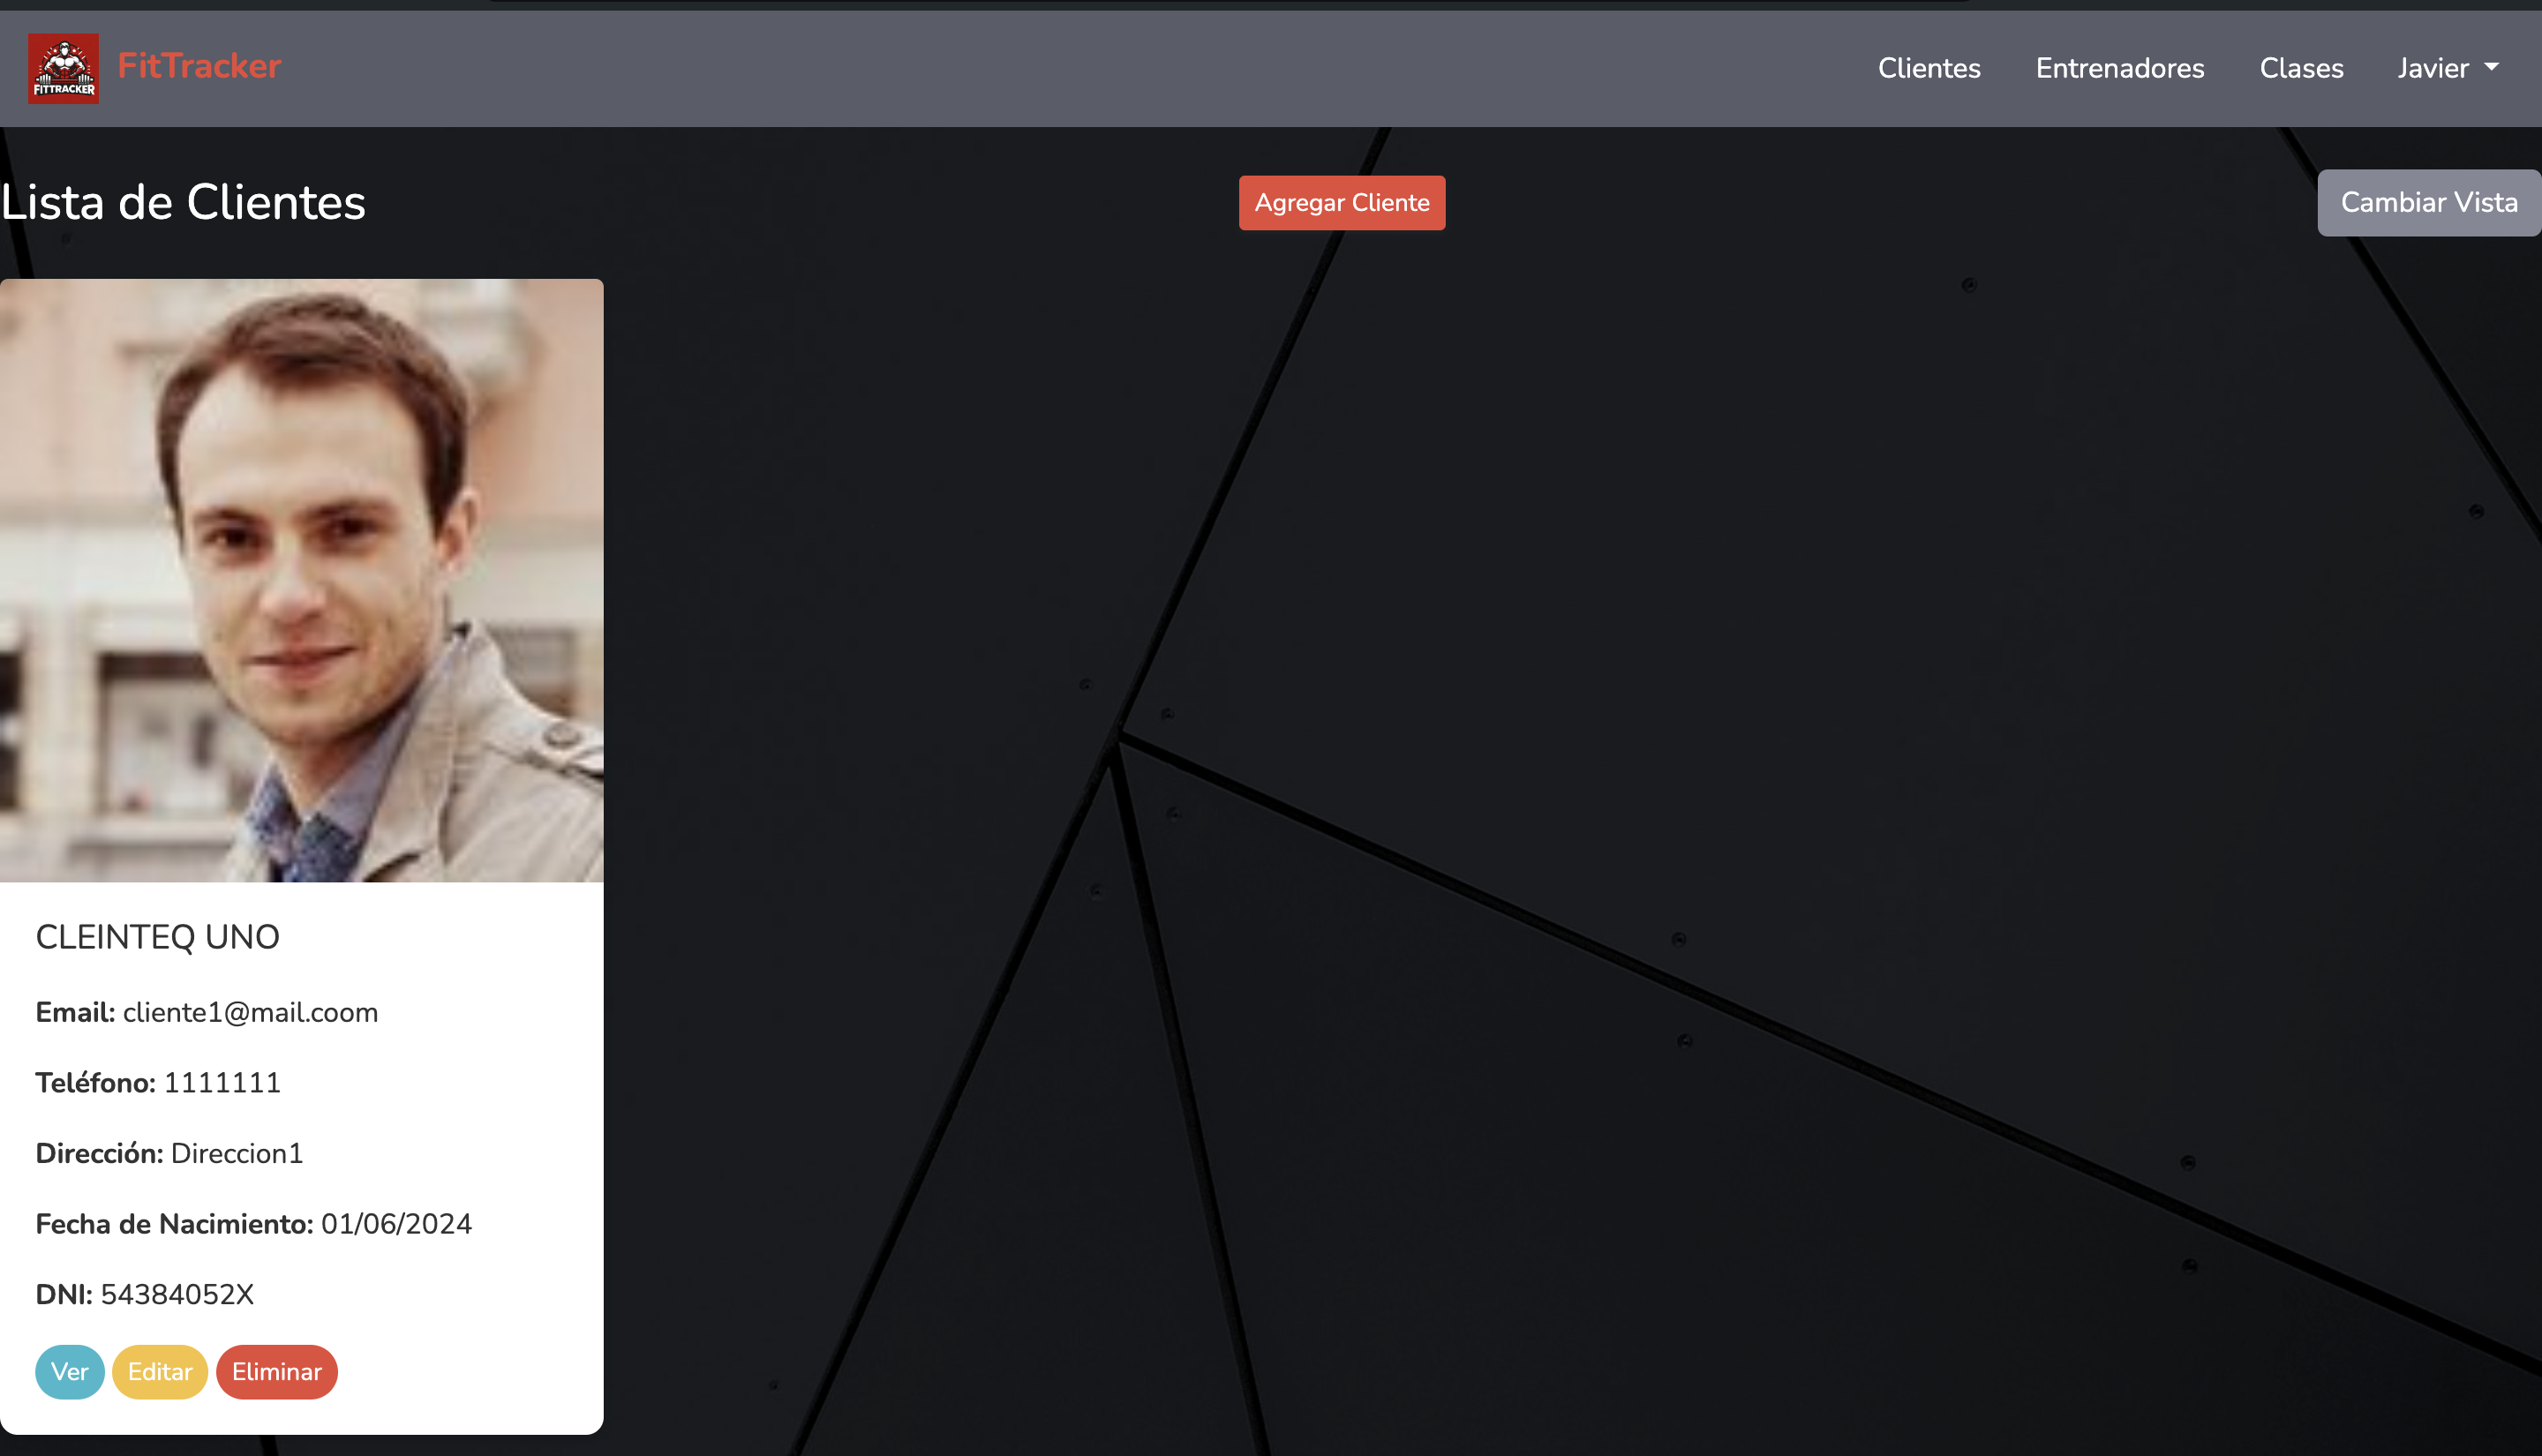 FITTRACKER
FitTracker
Clientes
Entrenadores
Clases
Javier
Lista de Clientes
Agregar Cliente
Cambiar Vista
CLEINTEQ UNO
Email: cliente1@mail.coom
Teléfono: 1111111
Dirección: Direccion1
Fecha de Nacimiento: 01/06/2024
DNI: 54384052X
Ver
Editar
Eliminar